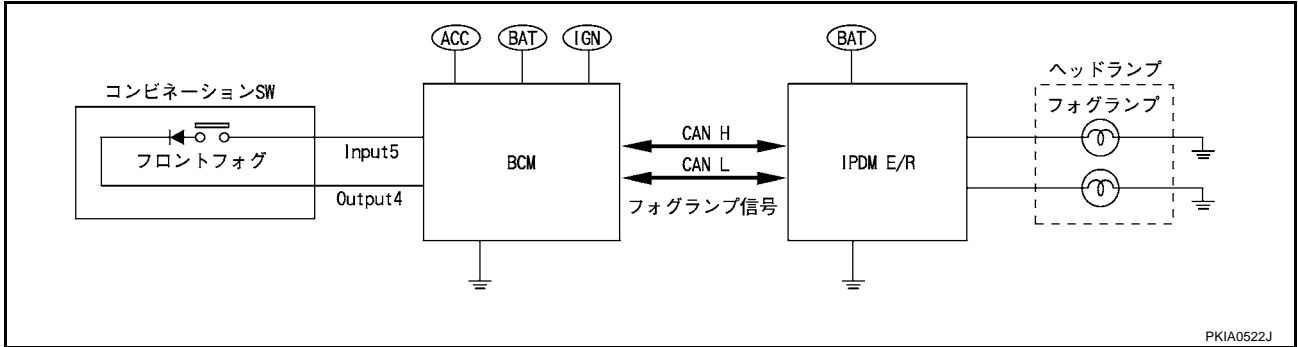 ACC
BAT
IGN
BAT
コンビネーションSW
フロントフォグ
Input5
Output4
BCM
CAN H
CAN L
フォグランプ信号
IPDM E/R
ヘッドランプ
フォグランプ
PKIA0522J